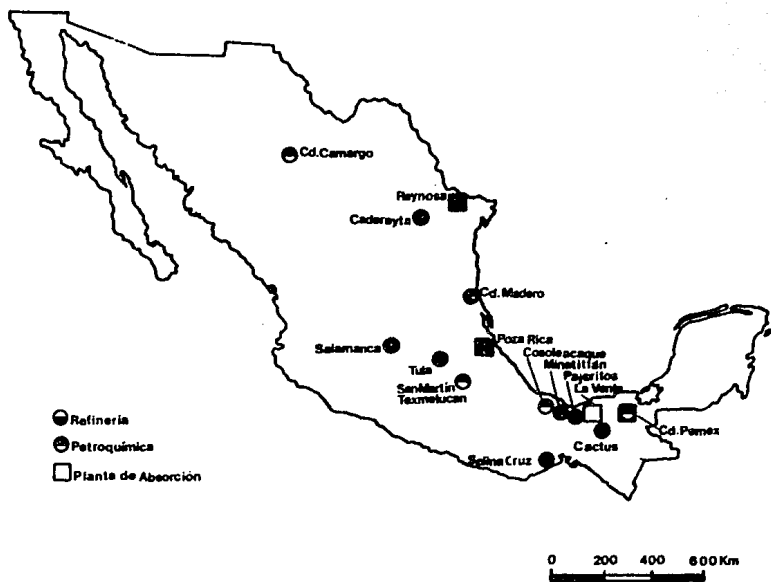 Cd.Camargo
Reynosa
Cadereyta
Cd. Madero
Poza Rica
Salamanca
Cosoleacaque
Minatitlán
Tula
Pajaritos
San Martín
Texmelucan
La Venta
Cd. Pemex
Cactus
Salina Cruz
Refinería
Petroquímica
Planta de Absorción
0 200 400 600 Km